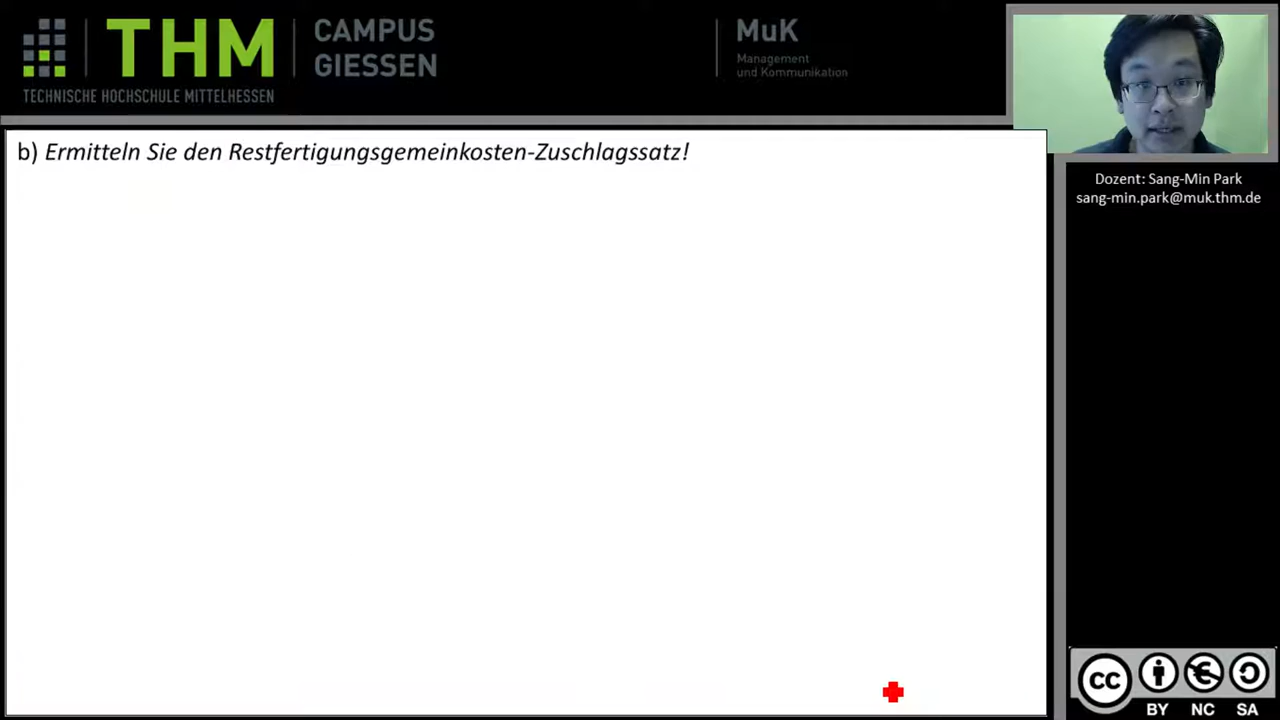 THM
TECHNISCHE HOCHSCHULE MITTELHESSEN
CAMPUS
GIESSEN
MuK
Management
und Kommunikation
b) Ermitteln Sie den Restfertigungsgemeinkosten-Zuschlagssatz!
Dozent: Sang-Min Park
sang-min.park@muk.thm.de
cc
BY NC SA